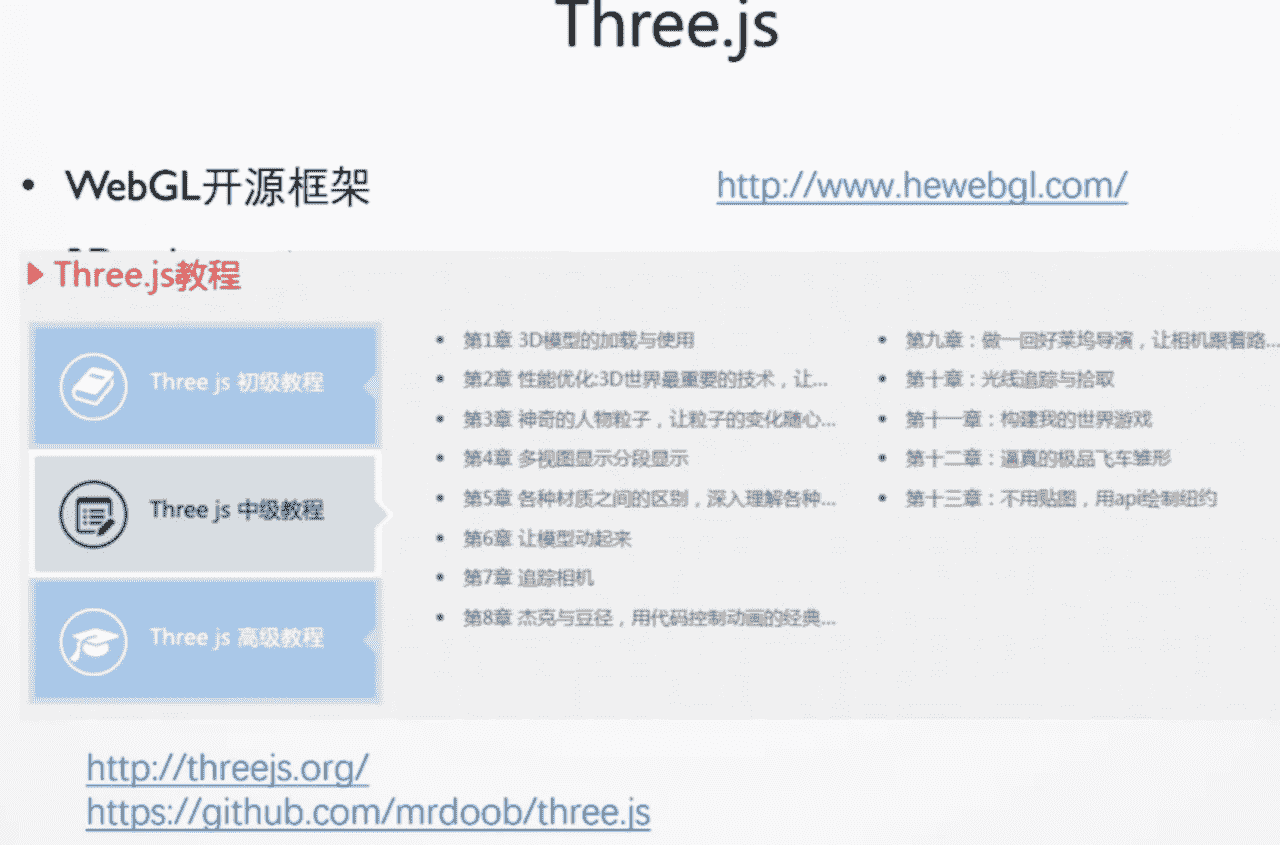 Three.js
• WebGL开源框架
http://www.hewebgl.com/
Three.js教程
Three js 初级教程
Three js 中级教程
Three js 高级教程
• 第1章 3D模型的加载与使用
• 第2章 性能优化:3D世界最重要的技术，让...
• 第3章 神奇的人物粒子，让粒子的变化随心...
• 第4章 多视图显示分段显示
• 第5章 各种材质之间的区别，深入理解各种...
• 第6章 让模型动起来
• 第7章 追踪相机
• 第8章 杰克与豆径，用代码控制动画的经典...
• 第九章：做一回好莱坞导演，让相机跟着路...
• 第十章：光线追踪与拾取
• 第十一章：构建我的世界游戏
• 第十二章：逼真的极品飞车雏形
• 第十三章：不用贴图，用api绘制纽约
http://threejs.org/
https://github.com/mrdoob/three.js